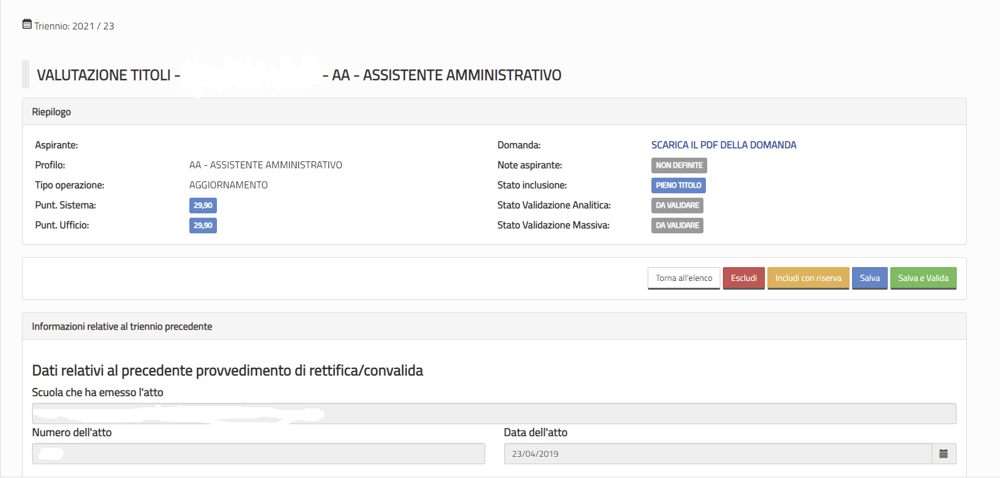 Triennio: 2021 / 23
VALUTAZIONE TITOLI - - AA - ASSISTENTE AMMINISTRATIVO
Riepilogo
Aspirante:
Profilo: AA - ASSISTENTE AMMINISTRATIVO
Tipo operazione: AGGIORNAMENTO
Punt. Sistema: 29,90
Punt. Ufficio: 29,90
Domanda: SCARICA IL PDF DELLA DOMANDA
Note aspirante: NON DEFINITE
Stato inclusione: PIENO TITOLO
Stato Validazione Analitica: DA VALIDARE
Stato Validazione Massiva: DA VALIDARE
Torna all'elenco Escludi Includi con riserva Salva Salva e Valida
Informazioni relative al triennio precedente
Dati relativi al precedente provvedimento di rettifica/convalida
Scuola che ha emesso l'atto
Numero dell'atto
Data dell'atto
23/04/2019